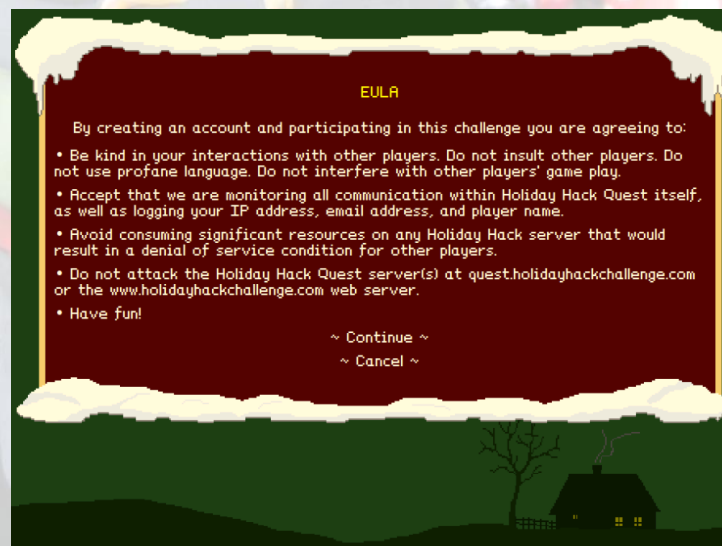 EULA
By creating an account and participating in this challenge you are agreeing to:
• Be kind in your interactions with other players. Do not insult other players. Do
not use profane language. Do not interfere with other players' game play.
• Accept that we are monitoring all communication within Holiday Hack Quest itself,
as well as logging your IP address, email address, and player name.
• Avoid consuming significant resources on any Holiday Hack server that would
result in a denial of service condition for other players.
• Do not attack the Holiday Hack Quest server(s) at quest.holidayhackchallenge.com
or the www.holidayhackchallenge.com web server.
• Have fun!
~ Continue ~
~ Cancel ~